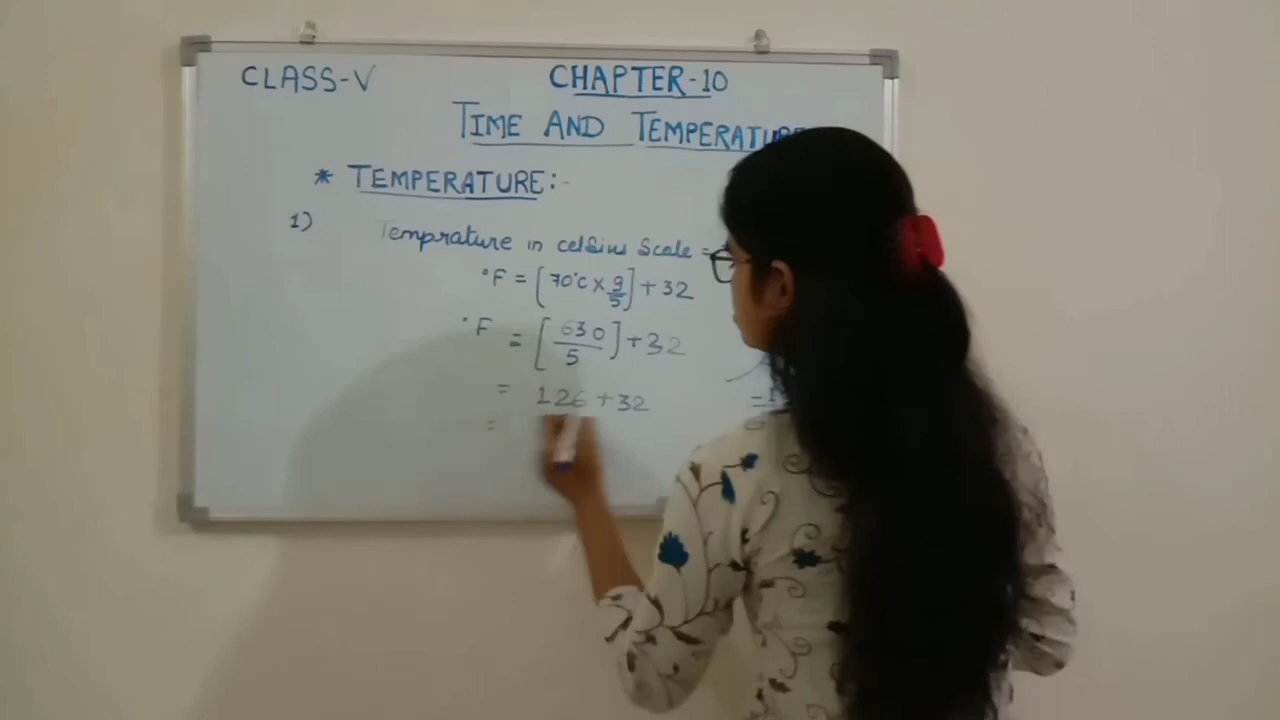 CLASS-V
CHAPTER-10
TIME AND TEMPERATURE
* TEMPERATURE:-
1) Temprature in celsius Scale =
°F = [70°C × 9/5] + 32
°F = [630/5] + 32
= 126 + 32
=